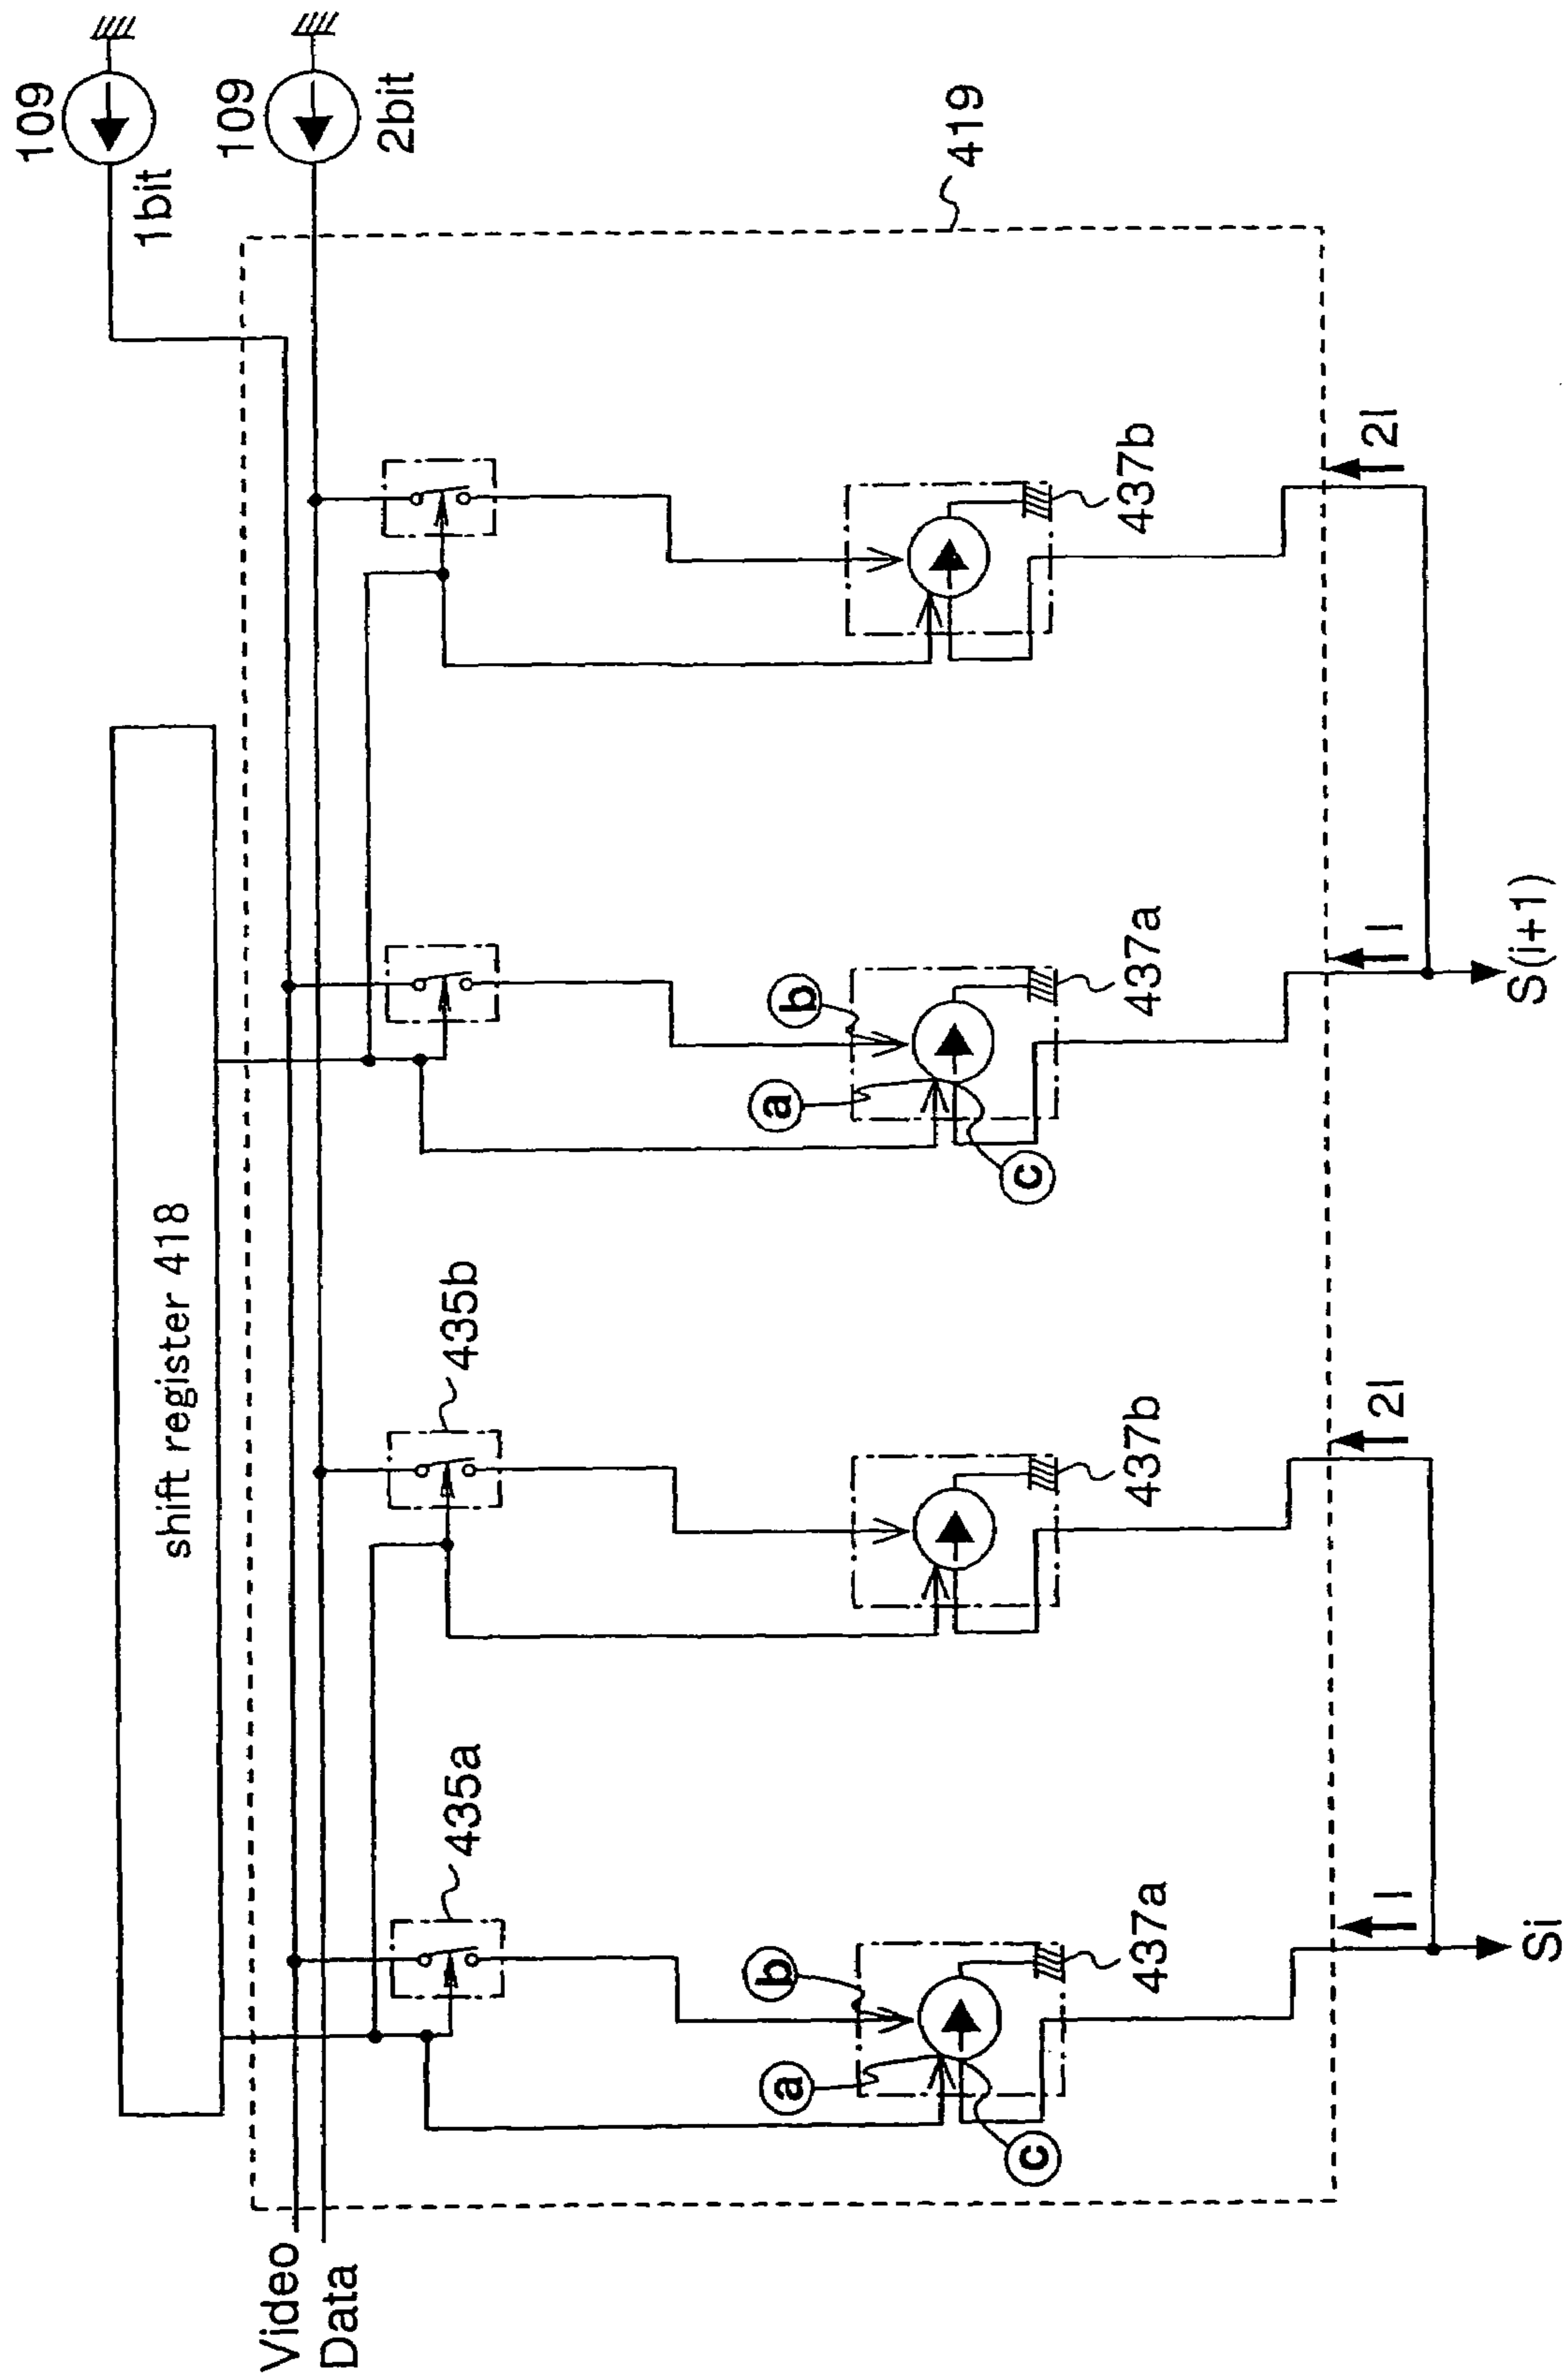 109
1bit
109
2bit
shift register 418
Video
Data
419
435a
435b
b
a
c
437a
437b
b
a
c
437a
437b
I
2I
I
2I
Si
S(i+1)